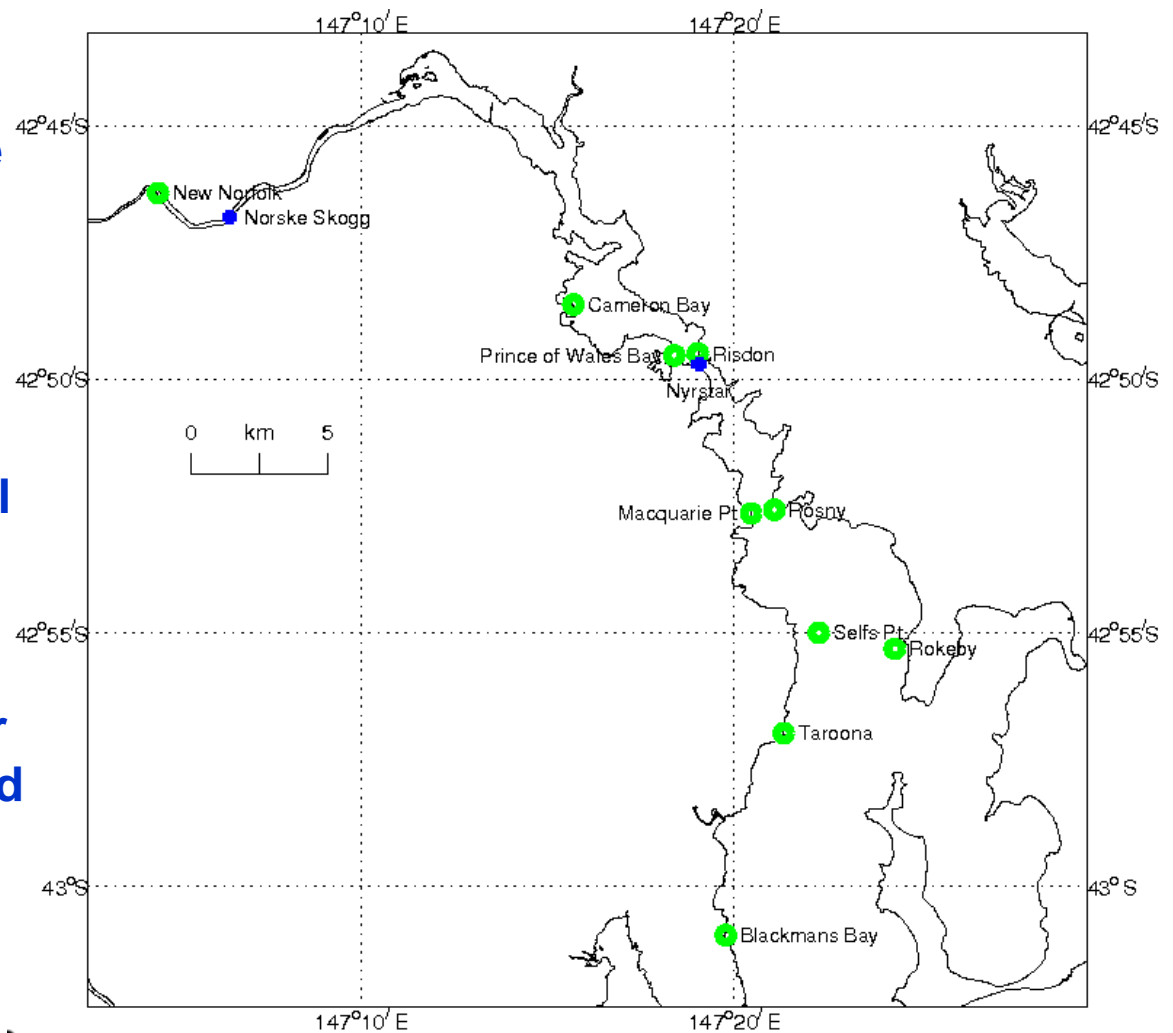 147°10′ E
147°20′ E
42°45′S
42°45′S
e
New Norfolk
Norske Skogg
Cameron Bay
Prince of Wales Bay
Risdon
42°50′S
42°50′S
Nyrstar
0 km 5
l
Macquarie Pt
Rosny
42°55′S
42°55′S
Selfs Pt
Rokeby
r
Taroona
d
43°S
43° S
Blackmans Bay
147°10′ E
147°20′ E